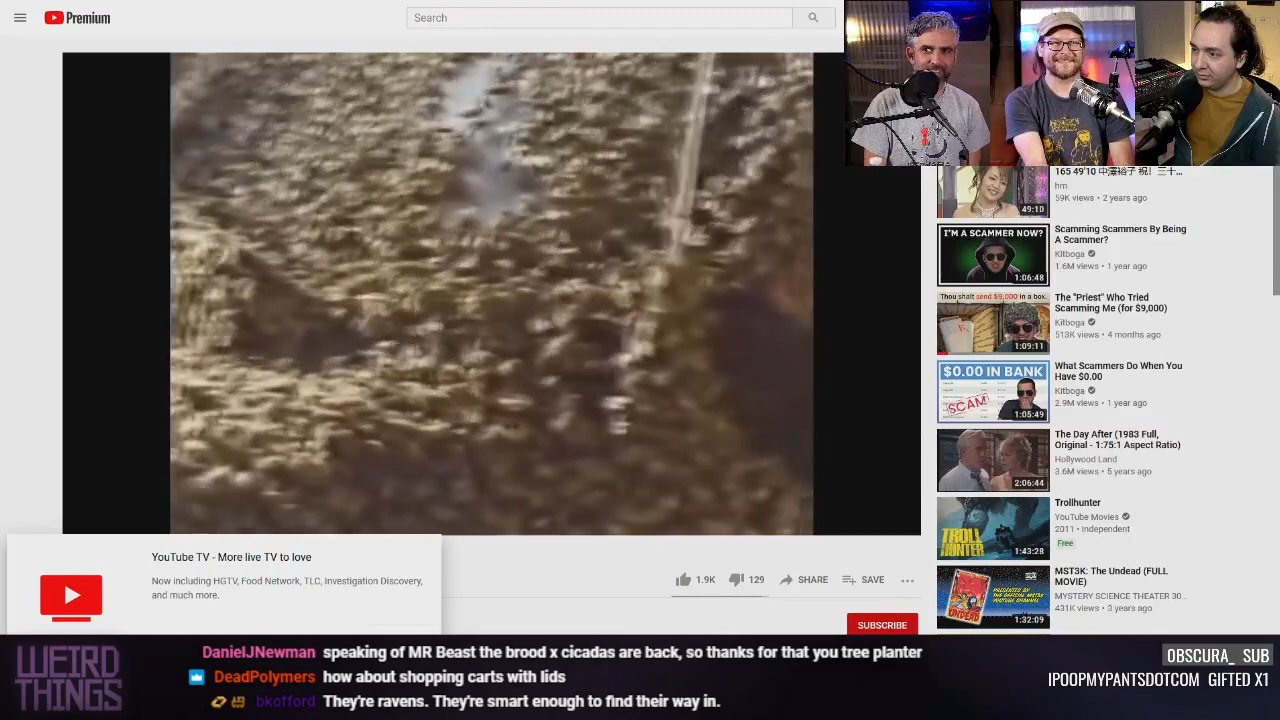 Premium
Search
165 49'10 中澤裕子 祝! 三十...
hm
59K views • 2 years ago
49:10
I'M A SCAMMER NOW?
1:06:48
Scamming Scammers By Being
A Scammer?
Kitboga
1.6M views • 1 year ago
Thou shalt send $9,000 in a box.
1:09:11
The "Priest" Who Tried
Scamming Me (for $9,000)
Kitboga
513K views • 4 months ago
$0.00 IN BANK
SCAM
1:05:49
What Scammers Do When You
Have $0.00
Kitboga
2.9M views • 1 year ago
2:06:44
The Day After (1983 Full,
Original - 1:75:1 Aspect Ratio)
Hollywood Land
3.6M views • 5 years ago
TROLL
HUNTER
1:43:28
Trollhunter
YouTube Movies
2011 • Independent
Free
UNDEAD
1:32:09
MST3K: The Undead (FULL
MOVIE)
MYSTERY SCIENCE THEATER 30...
431K views • 3 years ago
YouTube TV - More live TV to love
Now including HGTV, Food Network, TLC, Investigation Discovery,
and much more.
1.9K
129
SHARE
SAVE
SUBSCRIBE
WEIRD
THINGS
DanielJNewman speaking of MR Beast the brood x cicadas are back, so thanks for that you tree planter
DeadPolymers how about shopping carts with lids
bkofford They're ravens. They're smart enough to find their way in.
OBSCURA_ SUB
IPOOPMYPANTSDOTCOM GIFTED X1